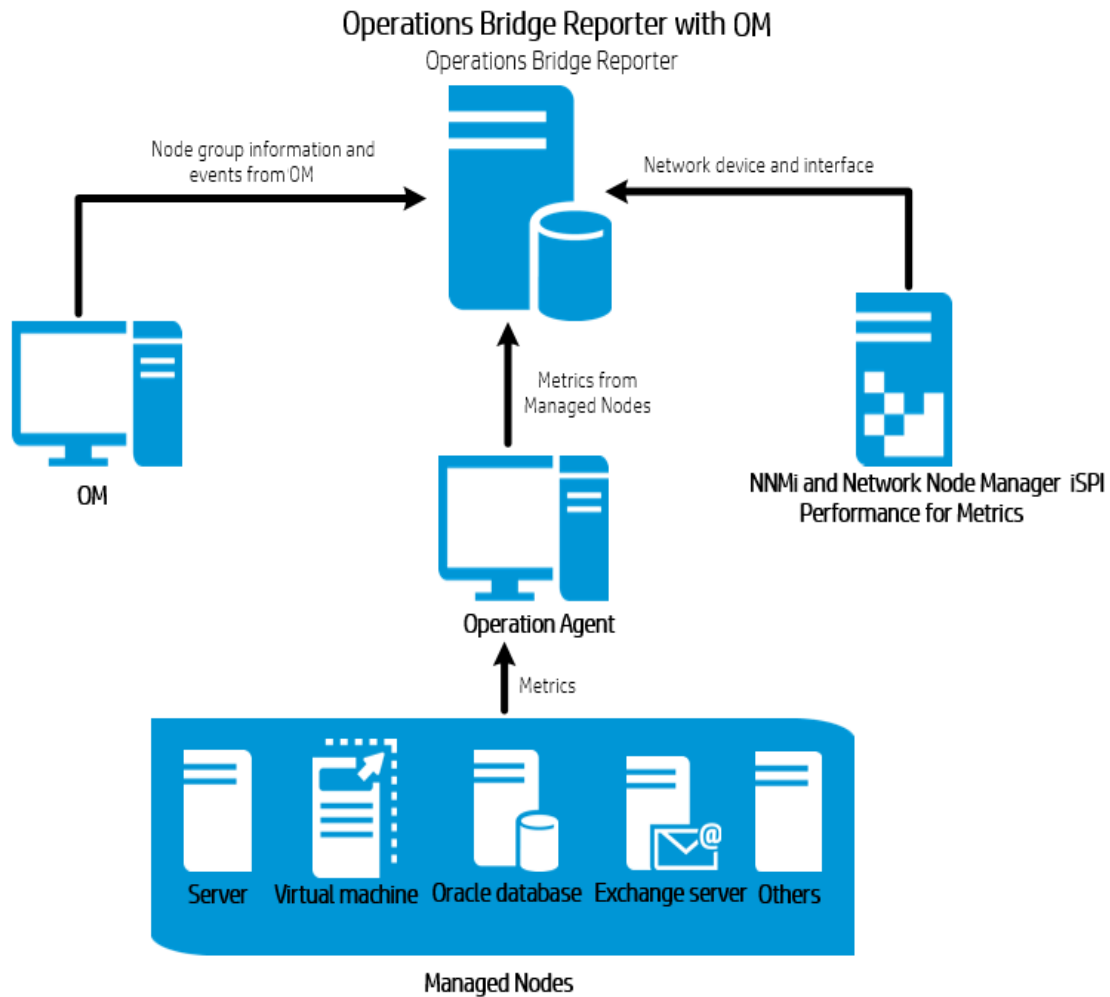 Operations Bridge Reporter with OM
Operations Bridge Reporter
Node group information and
events from OM
Network device and interface
Metrics from
Managed Nodes
OM
NNMi and Network Node Manager iSPI
Performance for Metrics
Operation Agent
Metrics
@
Server
Virtual machine
Oracle database
Exchange server
Others
Managed Nodes